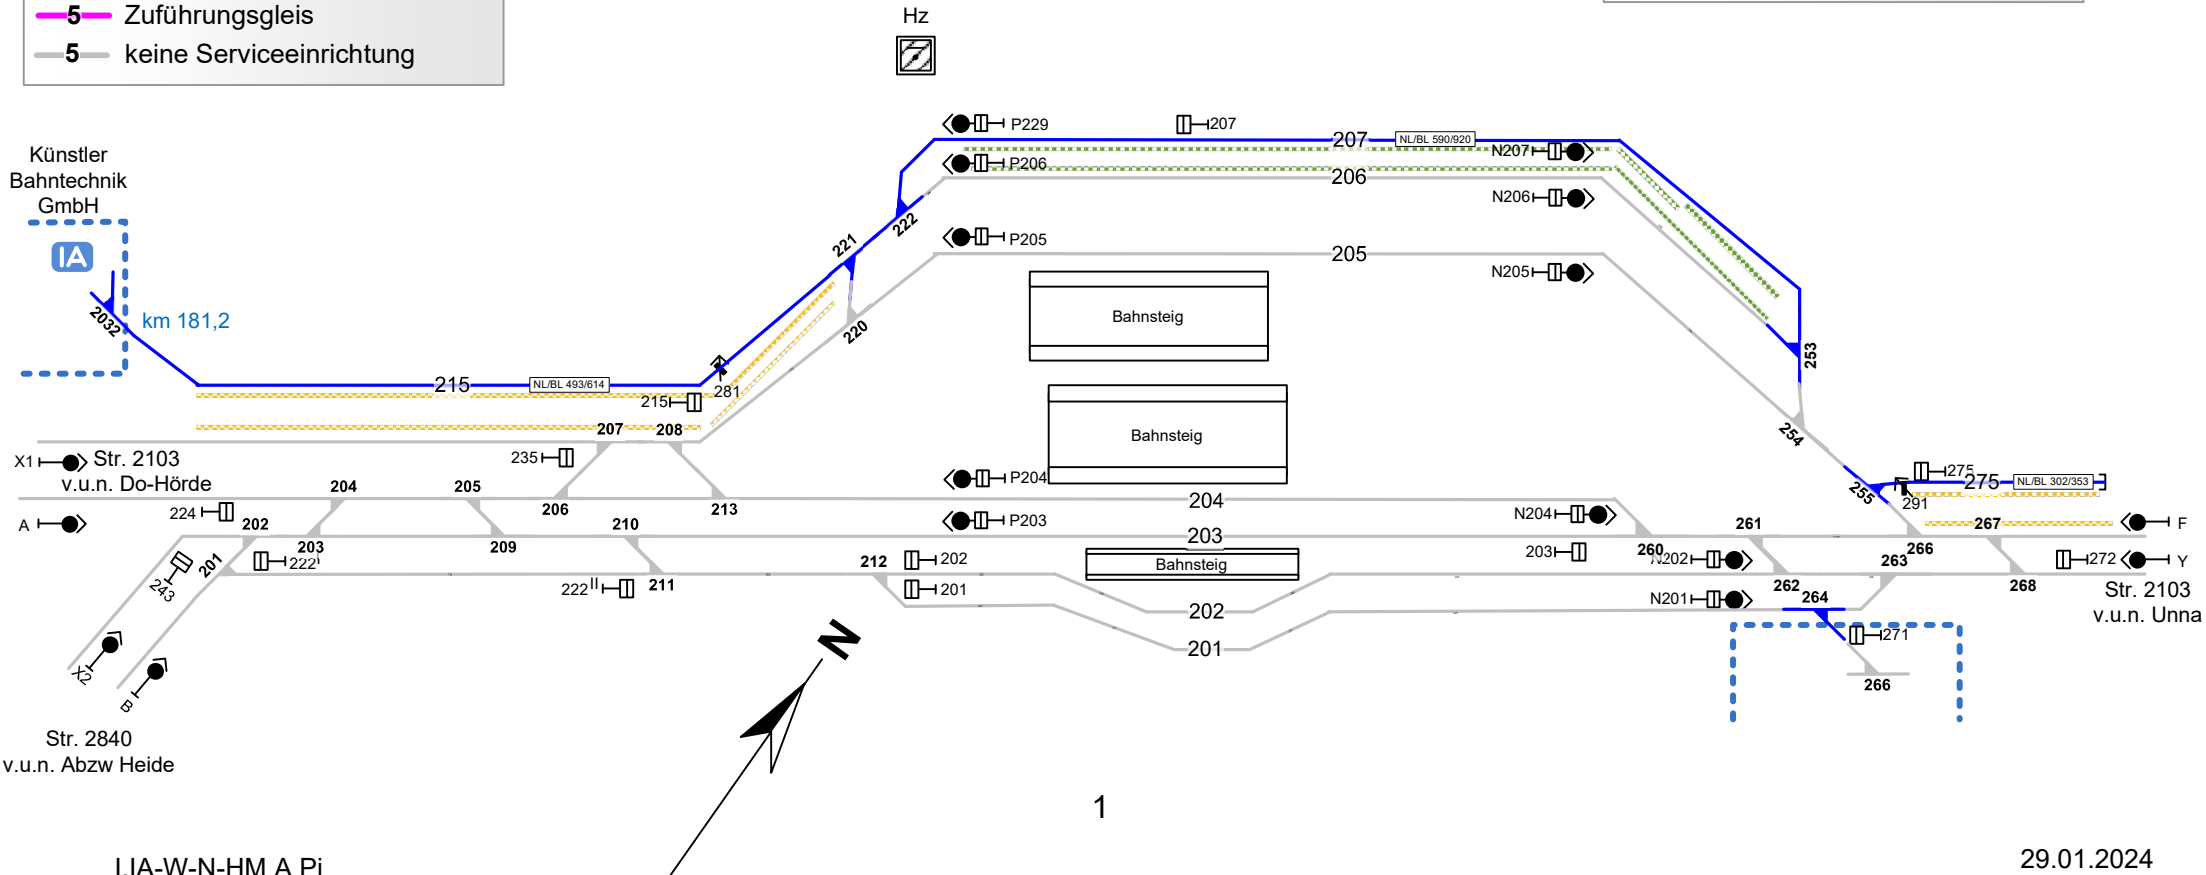 5 Zuführungsgleis
5 keine Serviceeinrichtung
Hz
Künstler
Bahntechnik
GmbH
IA
2032
km 181,2
P229
207
207
NL/BL 590/920
N207
P206
206
N206
221
222
P205
205
N205
220
Bahnsteig
253
215
NL/BL 493/614
281
215
207
208
Bahnsteig
254
X1
Str. 2103
v.u.n. Do-Hörde
235
P204
275
275
NL/BL 302/353
255
291
204
205
206
213
204
224
A
202
210
P203
N204
261
267
F
203
203
209
203
260
266
201
222I
243
212
202
Bahnsteig
203
N202
263
272
Y
222II
211
201
202
N201
262
264
268
Str. 2103
v.u.n. Unna
271
201
266
X2
B
N
Str. 2840
v.u.n. Abzw Heide
1
I.IA-W-N-HM A Pi
29.01.2024